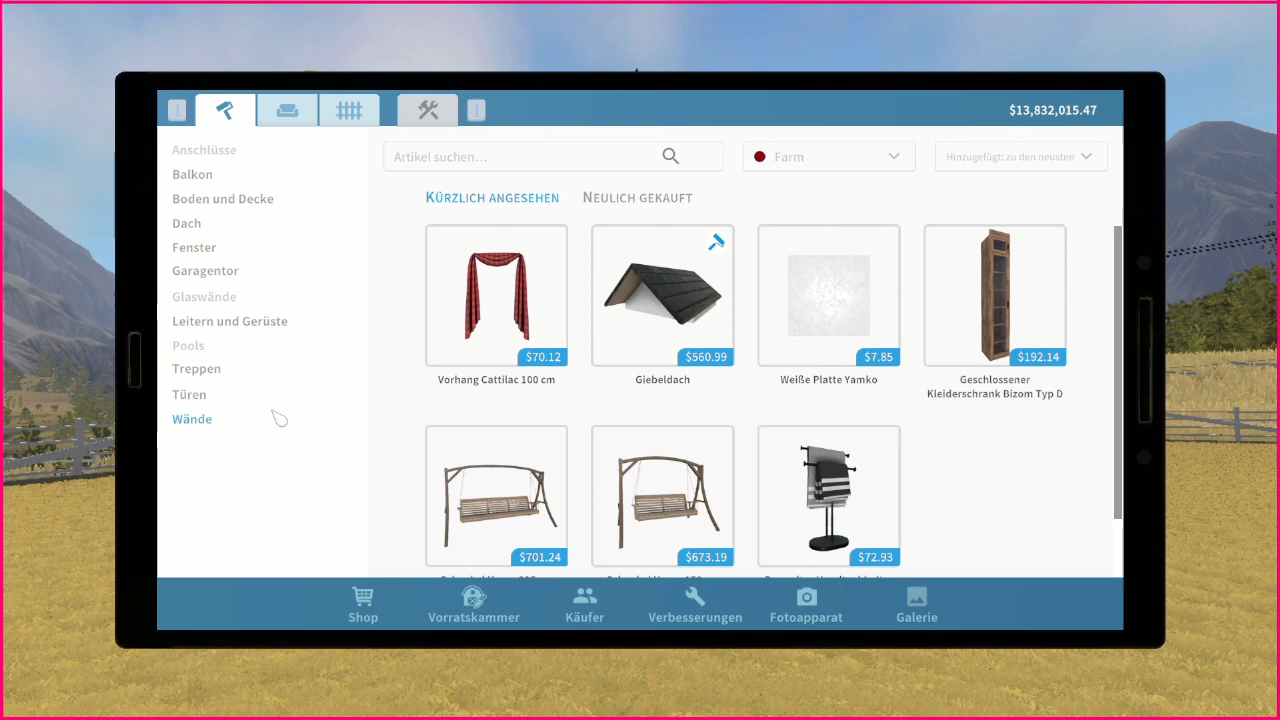 $13,832,015.47
Anschlüsse
Balkon
Boden und Decke
Dach
Fenster
Garagentor
Glaswände
Leitern und Gerüste
Pools
Treppen
Türen
Wände
Artikel suchen...
Farm
Hinzugefügt: zu den neusten
KÜRZLICH ANGESEHEN
NEULICH GEKAUFT
$70.12
$560.99
$7.85
$192.14
Vorhang Cattilac 100 cm
Giebeldach
Weiße Platte Yamko
Geschlossener
Kleiderschrank Bizom Typ D
$701.24
$673.19
$72.93
Shop
Vorratskammer
Käufer
Verbesserungen
Fotoapparat
Galerie